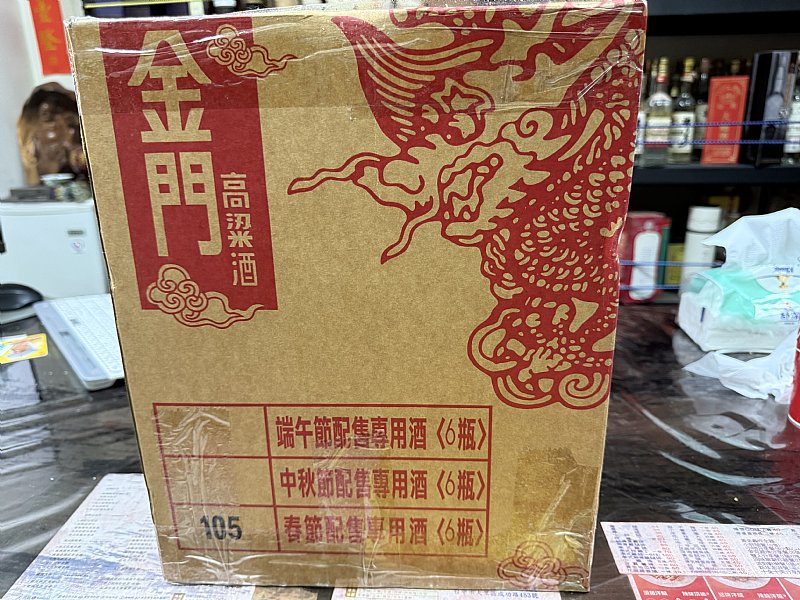 金門
高粱酒
端午節配售專用酒〈6瓶〉
中秋節配售專用酒〈6瓶〉
105 春節配售專用酒〈6瓶〉